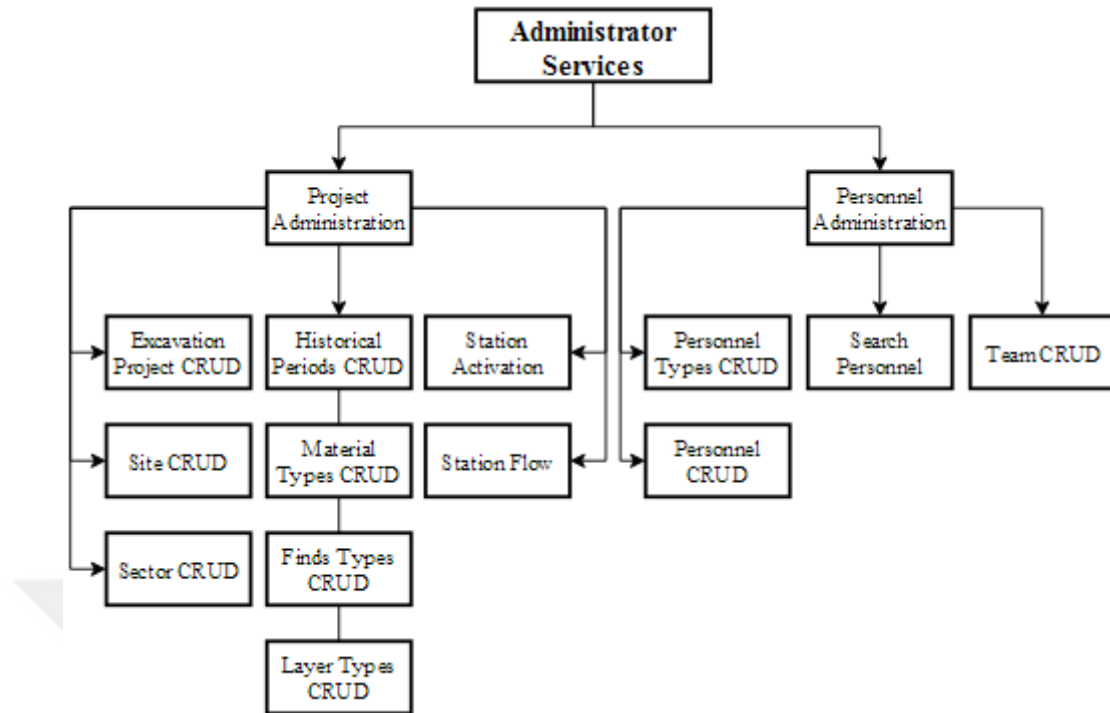 Administrator
Services
Project
Administration
Personnel
Administration
Excavation
Project CRUD
Historical
Periods CRUD
Station
Activation
Personnel
Types CRUD
Search
Personnel
Team CRUD
Site CRUD
Material
Types CRUD
Station Flow
Personnel
CRUD
Sector CRUD
Finds Types
CRUD
Layer Types
CRUD